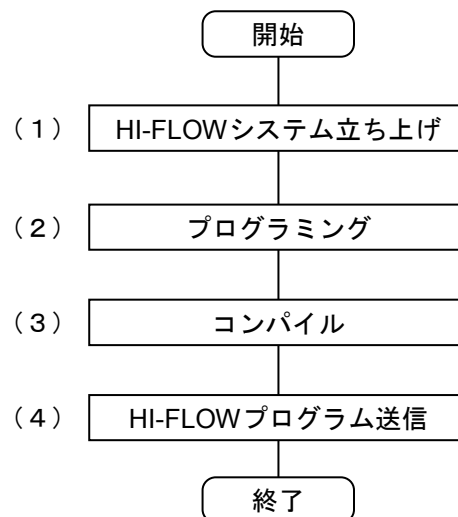 開始
（1） HI-FLOWシステム立ち上げ
（2） プログラミング
（3） コンパイル
（4） HI-FLOWプログラム送信
終了